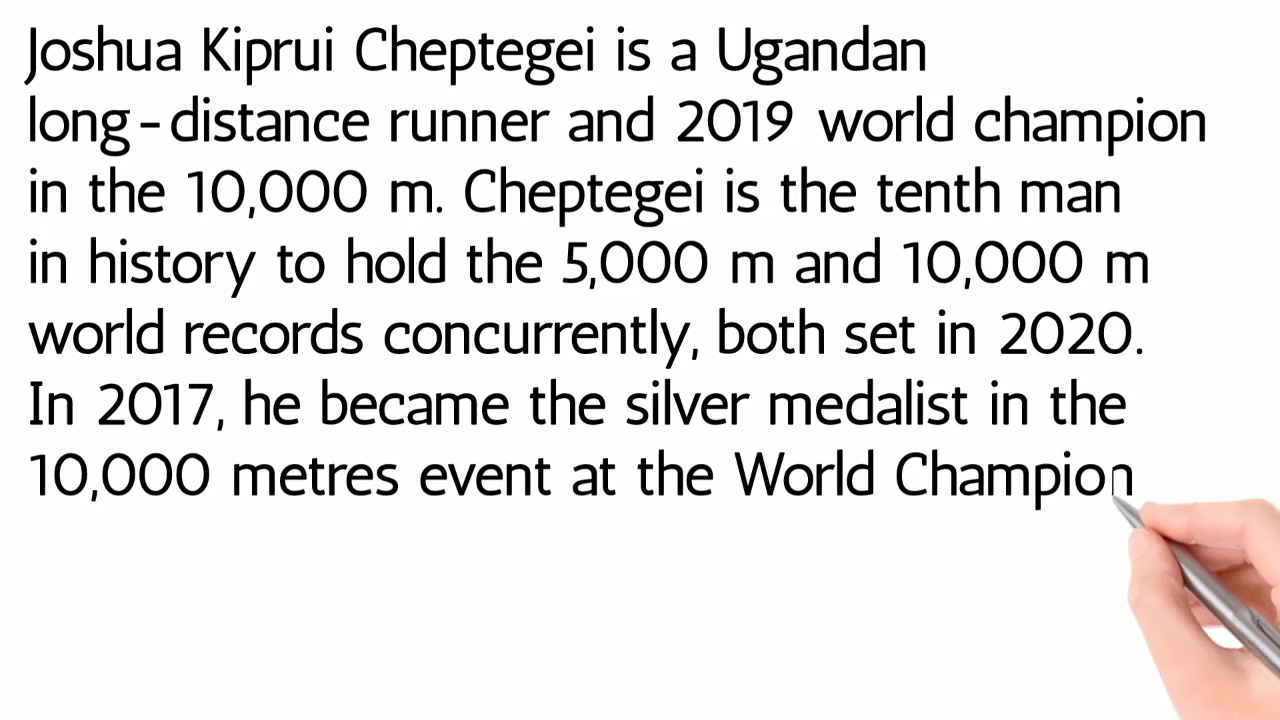 Joshua Kiprui Cheptegei is a Ugandan
long-distance runner and 2019 world champion
in the 10,000 m. Cheptegei is the tenth man
in history to hold the 5,000 m and 10,000 m
world records concurrently, both set in 2020.
In 2017, he became the silver medalist in the
10,000 metres event at the World Champion